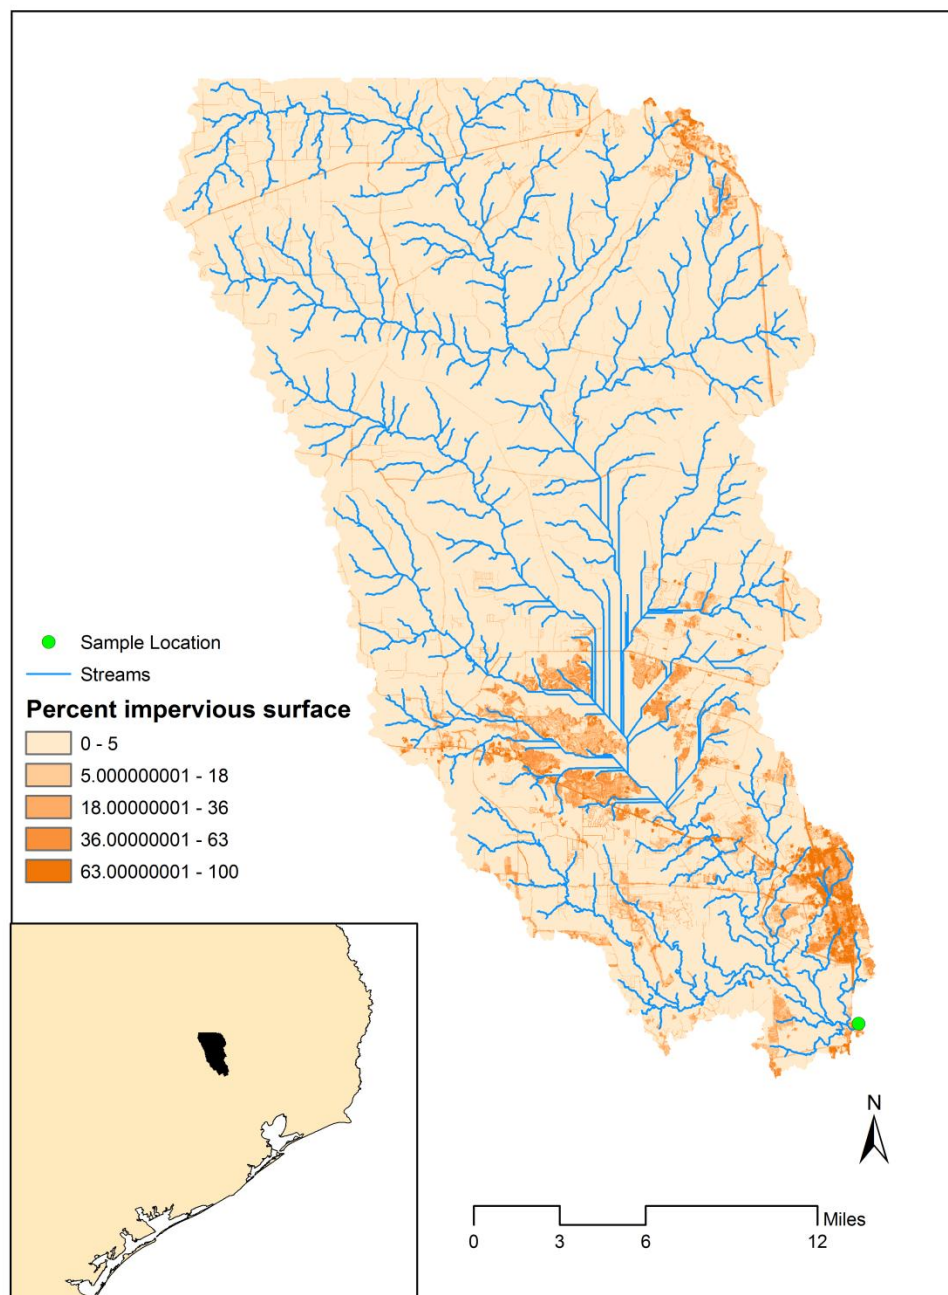 Sample Location
Streams
Percent impervious surface
0 - 5
5.000000001 - 18
18.00000001 - 36
36.00000001 - 63
63.00000001 - 100
N
Miles
0 3 6 12